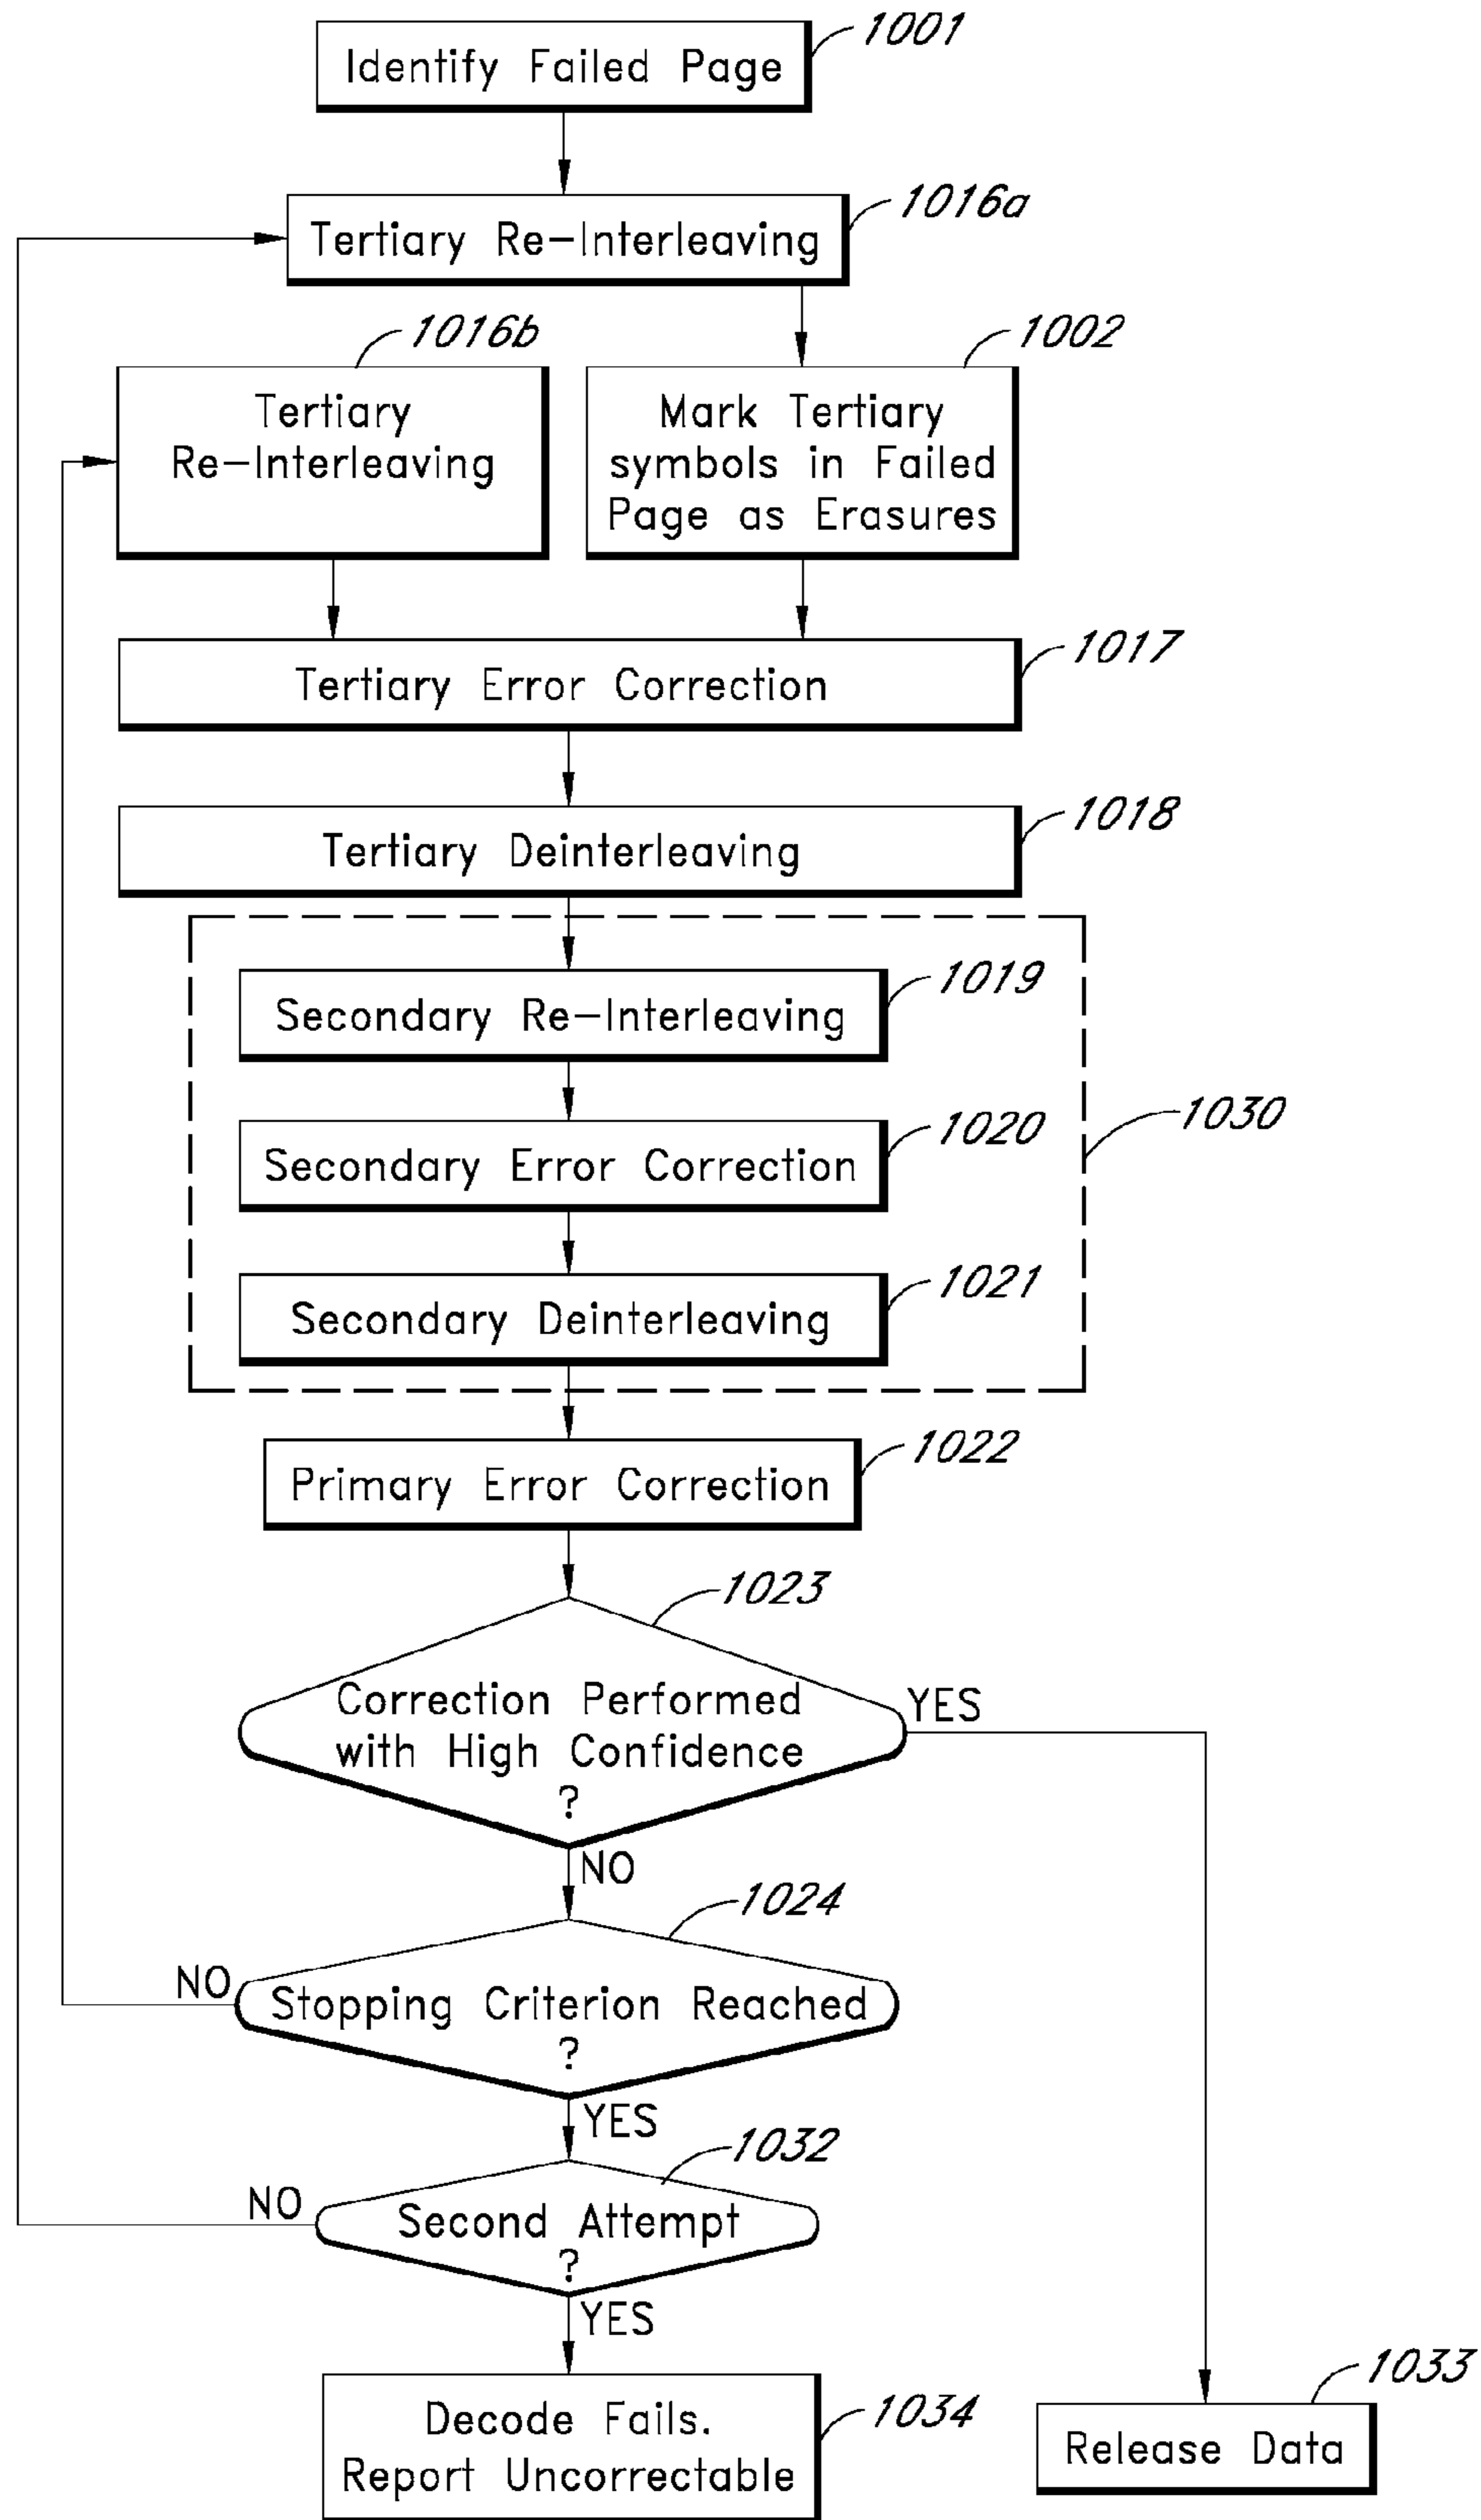 1001
Identify Failed Page
1016a
Tertiary Re-Interleaving
1016b
Tertiary
Re-Interleaving
1002
Mark Tertiary
symbols in Failed
Page as Erasures
1017
Tertiary Error Correction
1018
Tertiary Deinterleaving
1019
Secondary Re-Interleaving
1020
Secondary Error Correction
1030
1021
Secondary Deinterleaving
1022
Primary Error Correction
1023
Correction Performed
with High Confidence
?
YES
NO
1024
NO
Stopping Criterion Reached
?
YES
1032
NO
Second Attempt
?
YES
1034
Decode Fails.
Report Uncorrectable
1033
Release Data